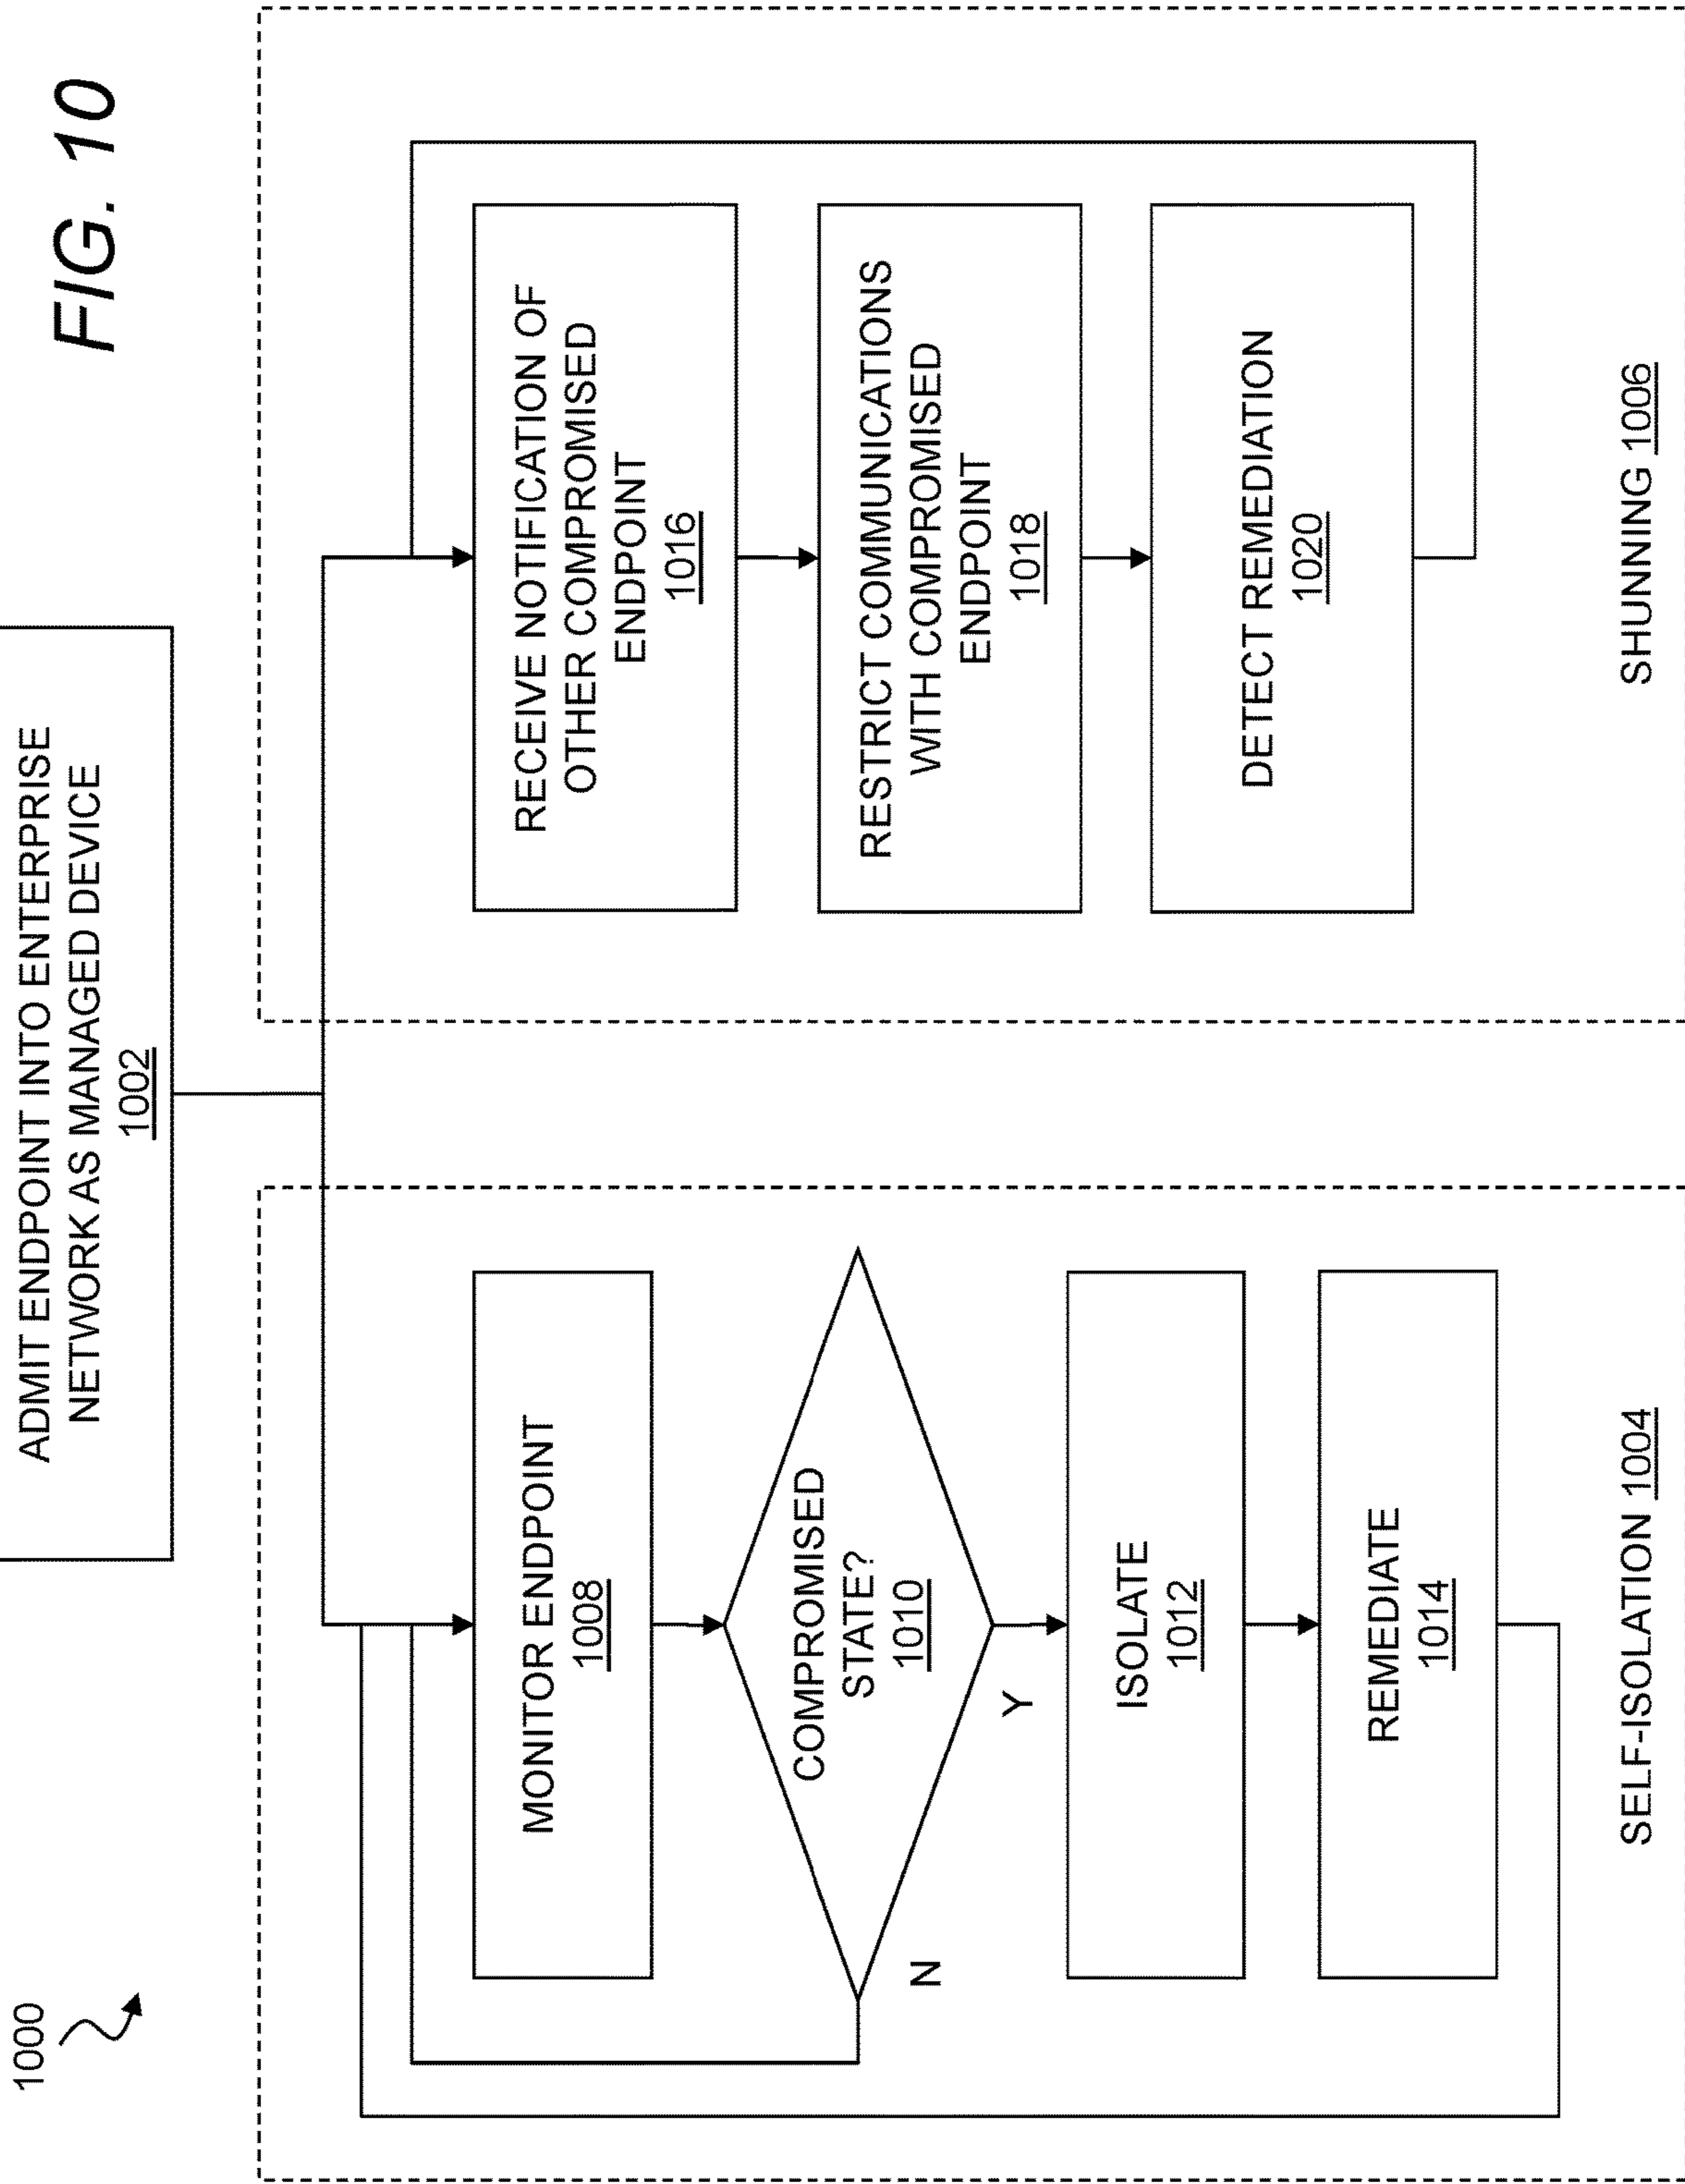 FIG. 10
1000
ADMIT ENDPOINT INTO ENTERPRISE
NETWORK AS MANAGED DEVICE
1002
MONITOR ENDPOINT
1008
COMPROMISED
STATE?
1010
N
Y
ISOLATE
1012
REMEDIATE
1014
SELF-ISOLATION 1004
RECEIVE NOTIFICATION OF
OTHER COMPROMISED
ENDPOINT
1016
RESTRICT COMMUNICATIONS
WITH COMPROMISED
ENDPOINT
1018
DETECT REMEDIATION
1020
SHUNNING 1006